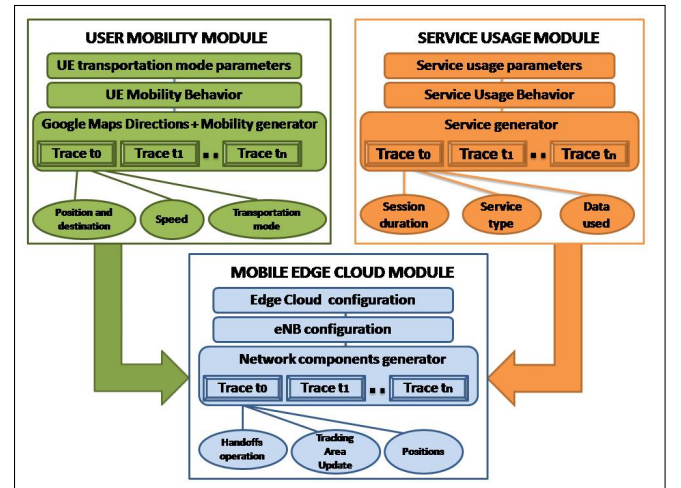 USER MOBILITY MODULE
UE transportation mode parameters
UE Mobility Behavior
Google Maps Directions + Mobility generator
Trace t0 Trace t1 .. Trace tn
Position and
destination
Speed
Transportation
mode
SERVICE USAGE MODULE
Service usage parameters
Service Usage Behavior
Service generator
Trace t0 Trace t1 .. Trace tn
Session
duration
Service
type
Data
used
MOBILE EDGE CLOUD MODULE
Edge Cloud configuration
eNB configuration
Network components generator
Trace t0 Trace t1 .. Trace tn
Handoffs
operation
Tracking
Area
Update
Positions